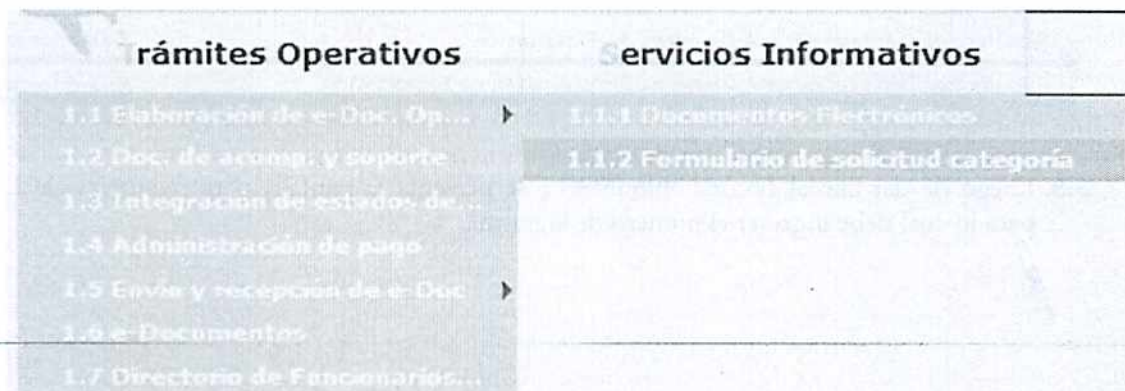 Trámites Operativos
Servicios Informativos
1.1 Elaboración de e-Doc. Op...
1.2 Doc. de acomp. y soporte
1.3 Integración de estados de...
1.4 Administración de pago
1.5 Envío y recepción de e-Doc
1.6 e-Documentos
1.7 Directorio de Funcionarios...
1.1.1 Documentos Electrónicos
1.1.2 Formulario de solicitud categoría